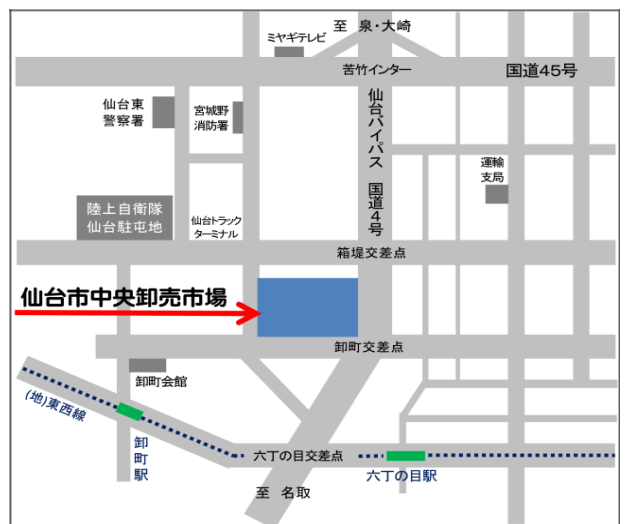 至 泉・大崎
ミヤギテレビ
苦竹インター
国道45号
仙台東
警察署
宮城野
消防署
仙台バイパス 国道4号
運輸
支局
陸上自衛隊
仙台駐屯地
仙台トラック
ターミナル
箱堤交差点
仙台市中央卸売市場
卸町交差点
卸町会館
(地)東西線
卸町駅
六丁の目交差点
六丁の目駅
至 名取